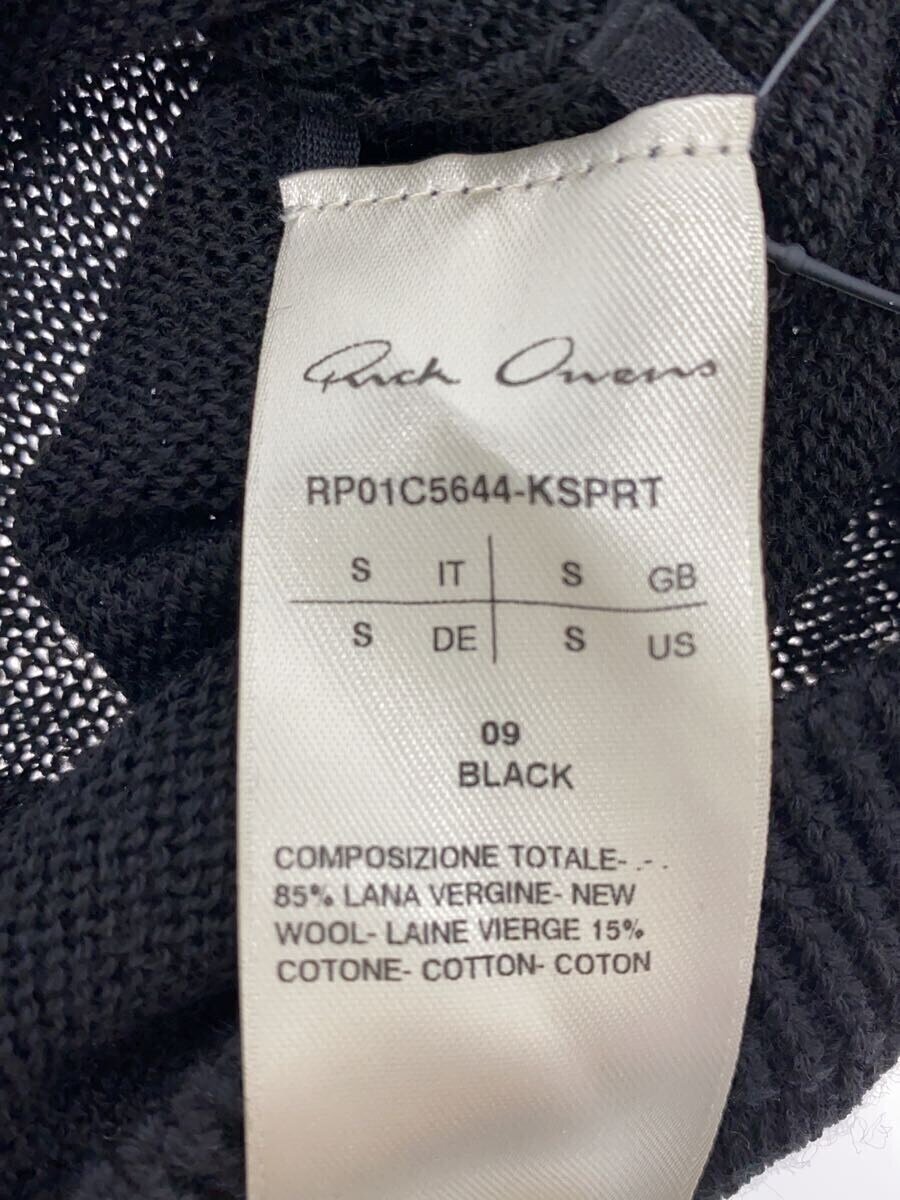 Rick Owens
RP01C5644-KSPRT
S IT S GB
S DE S US
09
BLACK
COMPOSIZIONE TOTALE- .- .
85% LANA VERGINE- NEW
WOOL- LAINE VIERGE 15%
COTONE- COTTON- COTON